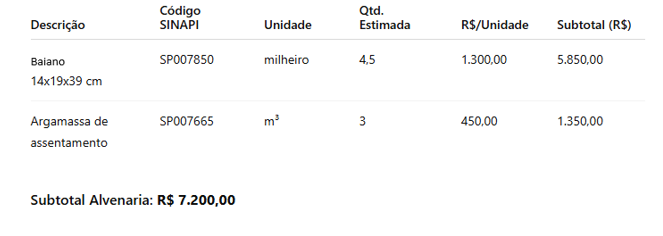 Descrição Código SINAPI Unidade Qtd. Estimada R$/Unidade Subtotal (R$)
Baiano 14x19x39 cm SP007850 milheiro 4,5 1.300,00 5.850,00
Argamassa de assentamento SP007665 m³ 3 450,00 1.350,00
Subtotal Alvenaria: R$ 7.200,00